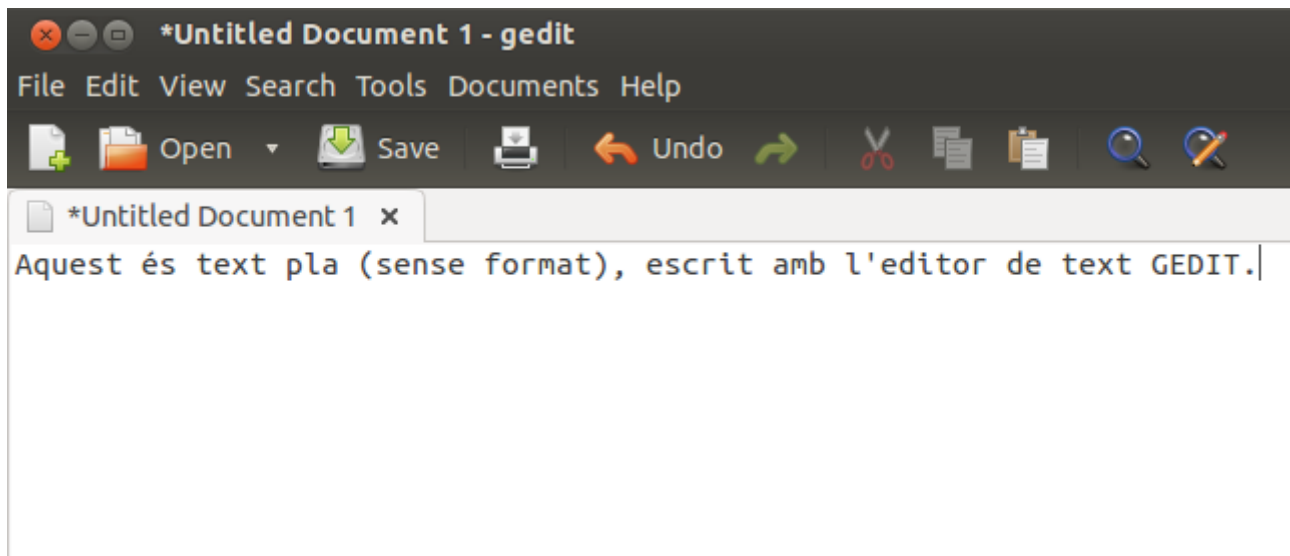 *Untitled Document 1 - gedit
File Edit View Search Tools Documents Help
Open Save Undo
*Untitled Document 1
Aquest és text pla (sense format), escrit amb l'editor de text GEDIT.